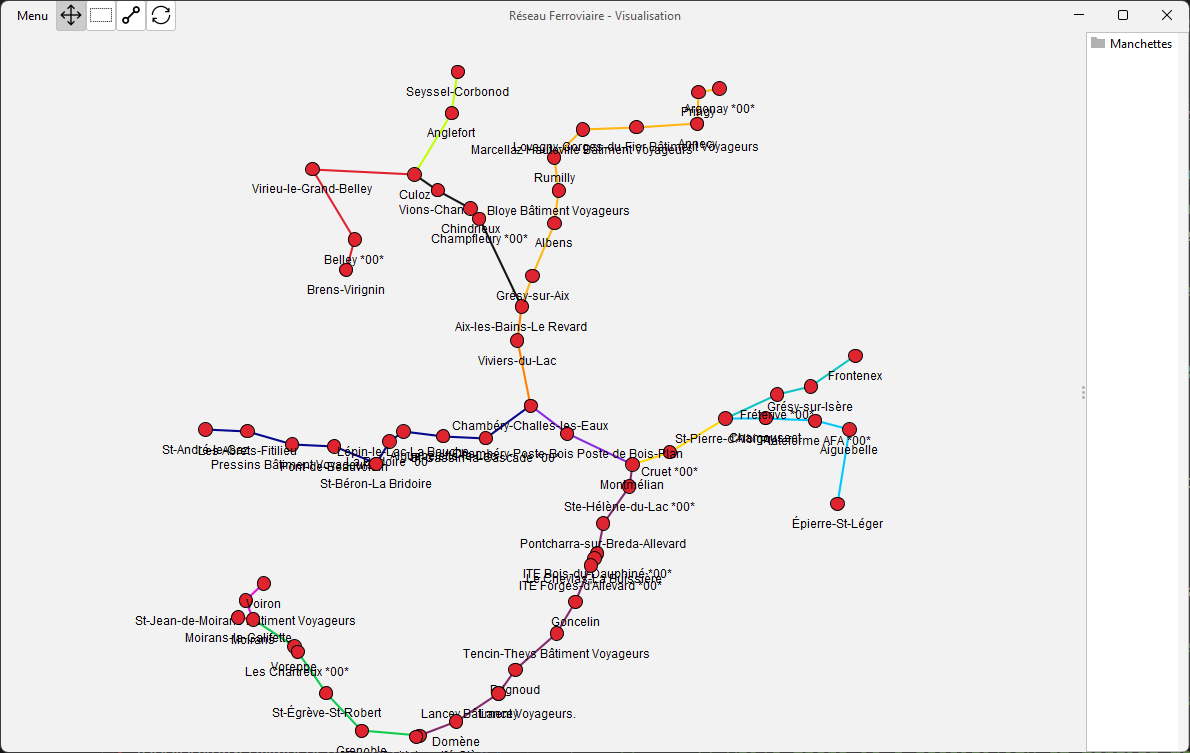 Menu
Réseau Ferroviaire - Visualisation
Manchettes
Seyssel-Corbonod
Argonay *00*
Pringy
Anglefort
Annecy
Lovagny-Gorges-du-Fier Bâtiment Voyageurs
Marcellaz-Hauteville Bâtiment Voyageurs
Rumilly
Virieu-le-Grand-Belley
Culoz
Vions-Chan
Bloye Bâtiment Voyageurs
Chindrieux
Champfleury *00*
Albens
Belley *00*
Brens-Virignin
Grésy-sur-Aix
Aix-les-Bains-Le Revard
Viviers-du-Lac
Frontenex
Grésy-sur-Isère
Fréterive *00*
Chambéry-Challes-les-Eaux
St-Pierre-d'Albigny
Chamousset
Plateforme AFA *00*
Aiguebelle
St-André-le-Gaz
Les Abrets-Fitilieu
Pressins Bâtiment Voyageurs
Pont-de-Beauvoisin
Lépin-le-Lac-La Bauche
St-Cassin-la-Cascade *00*
Chambéry-Poste-Bois Poste de Bois-Plan
Cruet *00*
St-Béron-La Bridoire
Montmélian
Ste-Hélène-du-Lac *00*
Épierre-St-Léger
Pontcharra-sur-Breda-Allevard
ITE Bois-du-Dauphiné *00*
Le Cheylas-La Buissière
ITE Forges-d'Allevard *00*
Voiron
St-Jean-de-Moirans Bâtiment Voyageurs
Goncelin
Moirans-la-Galifette
Moirans
Tencin-Theys Bâtiment Voyageurs
Voreppe
Les Chartreux *00*
Brignoud
St-Égrève-St-Robert
Lancey Bâtiment Voyageurs.
Lancey
Domène
Grenoble